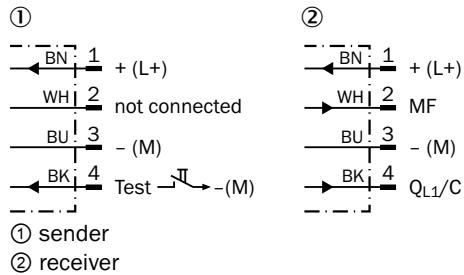 ① ②
BN 1 + (L+) BN 1 + (L+)
WH 2 not connected WH 2 MF
BU 3 – (M) BU 3 – (M)
BK 4 Test –(M) BK 4 QL1/C
① sender
② receiver